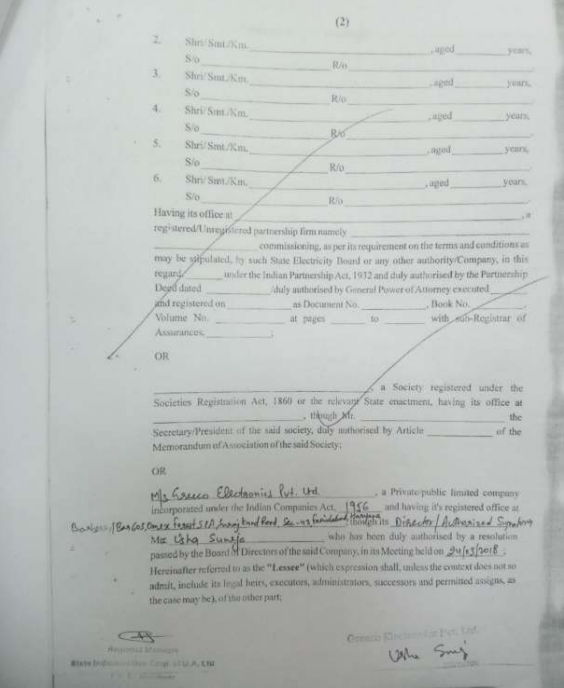 (2)
2. Shri/Smt./Km. , aged years,
S/o R/o
3. Shri/Smt./Km. , aged years,
S/o R/o
4. Shri/Smt./Km. , aged years,
S/o R/o
5. Shri/Smt./Km. , aged years,
S/o R/o
6. Shri/Smt./Km. , aged years,
S/o R/o
Having its office at , a
registered/Unregistered partnership firm namely
commissioning, as per its requirement on the terms and conditions as
may be stipulated, by such State Electricity Board or any other authority/Company, in this
regard, under the Indian Partnership Act, 1932 and duly authorised by the Partnership
Deed dated /duly authorised by General Power of Attorney executed
and registered on as Document No. , Book No.
Volume No. at pages to with sub-Registrar of
Assurances, ;
OR
, a Society registered under the
Societies Registration Act, 1860 or the relevant State enactment, having its office at
, through Mr. the
Secretary/President of the said society, duly authorised by Article of the
Memorandum of Association of the said Society;
OR
M/s Electronics Pvt. Ltd , a Private/public limited company
incorporated under the Indian Companies Act, 1956 and having it's registered office at
Forest Road, Faridabad, Haryana though its Director/Authorized
Usha Suneja who has been duly authorised by a resolution
passed by the Board of Directors of the said Company, in its Meeting held on 24/03/2018 ;
Hereinafter referred to as the "Lessee" (which expression shall, unless the context does not so
admit, include its legal heirs, executors, administrators, successors and permitted assigns, as
the case may be), of the other part;
Regional Manager
Pvt. Ltd.
Usha